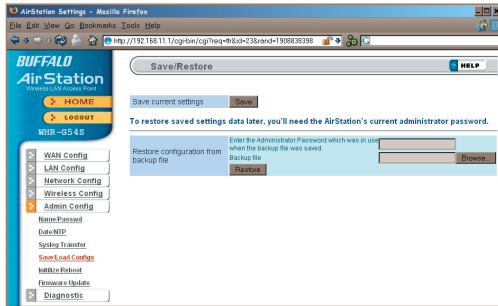 AirStation Settings - Mozilla Firefox
File Edit View Go Bookmarks Tools Help
http://192.168.11.1/cgi-bin/cgi?req=ttr&id=23&rand=1908838398
BUFFALO
AirStation
Wireless LAN Access Point
HOME
LOGOUT
WHR-G54S
WAN Config
LAN Config
Network Config
Wireless Config
Admin Config
Name/Passwd
Date/NTP
Syslog Transfer
Save/Load Configs
Initilize/Reboot
Firmware Update
Diagnostic
Save/Restore
HELP
Save current settings
Save
To restore saved settings data later, you'll need the AirStation's current administrator password.
Restore configuration from backup file
Enter the Administrator Password which was in use
when the backup file was saved.
Backup file
Browse...
Restore